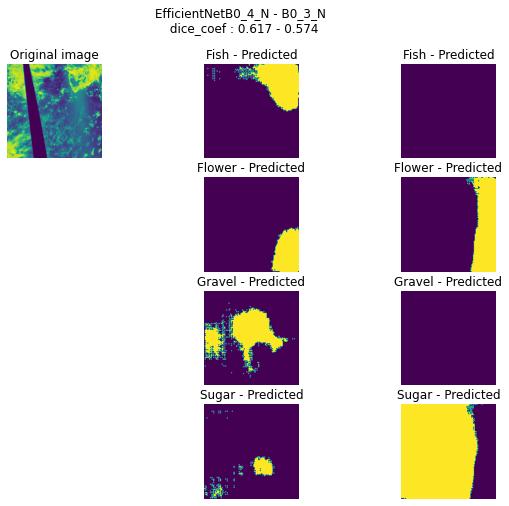 EfficientNetB0_4_N - B0_3_N
dice_coef : 0.617 - 0.574
Original image
Fish - Predicted
Fish - Predicted
Flower - Predicted
Flower - Predicted
Gravel - Predicted
Gravel - Predicted
Sugar - Predicted
Sugar - Predicted